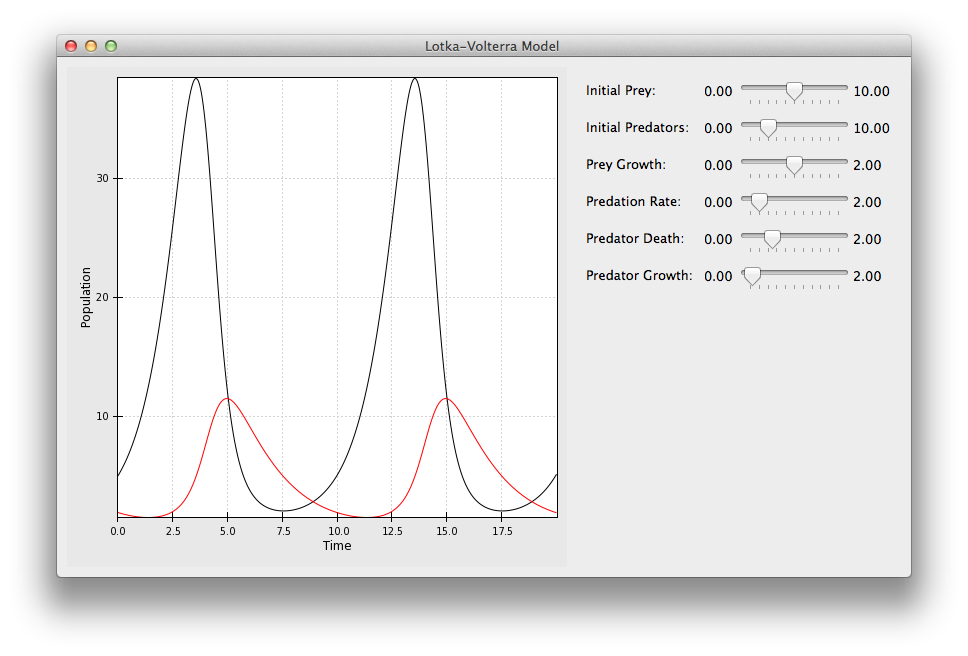 Lotka-Volterra Model
30
20
10
Population
0.0 2.5 5.0 7.5 10.0 12.5 15.0 17.5
Time
Initial Prey: 0.00 10.00
Initial Predators: 0.00 10.00
Prey Growth: 0.00 2.00
Predation Rate: 0.00 2.00
Predator Death: 0.00 2.00
Predator Growth: 0.00 2.00